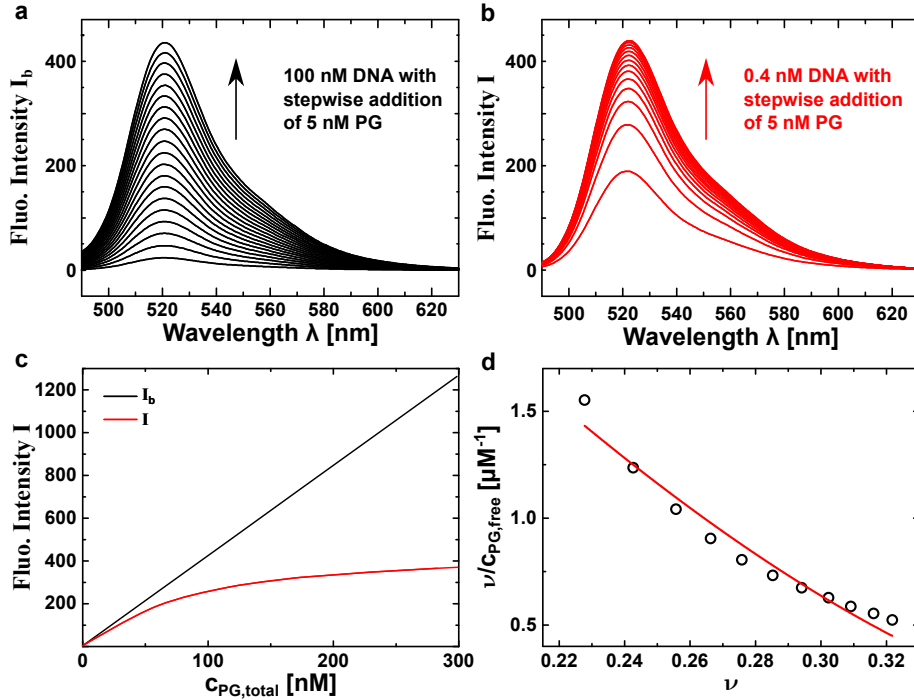 a
Fluo. Intensity I_b
400
200
0
100 nM DNA with
stepwise addition
of 5 nM PG
500 520 540 560 580 600 620
Wavelength λ [nm]
b
Fluo. Intensity I
400
200
0
0.4 nM DNA with
stepwise addition
of 5 nM PG
500 520 540 560 580 600 620
Wavelength λ [nm]
c
Fluo. Intensity I
1200
1000
800
600
400
200
I_b
I
0 100 200 300
c_PG,total [nM]
d
ν/c_PG,free [µM⁻¹]
1.5
1.0
0.5
0.22 0.24 0.26 0.28 0.30 0.32
ν